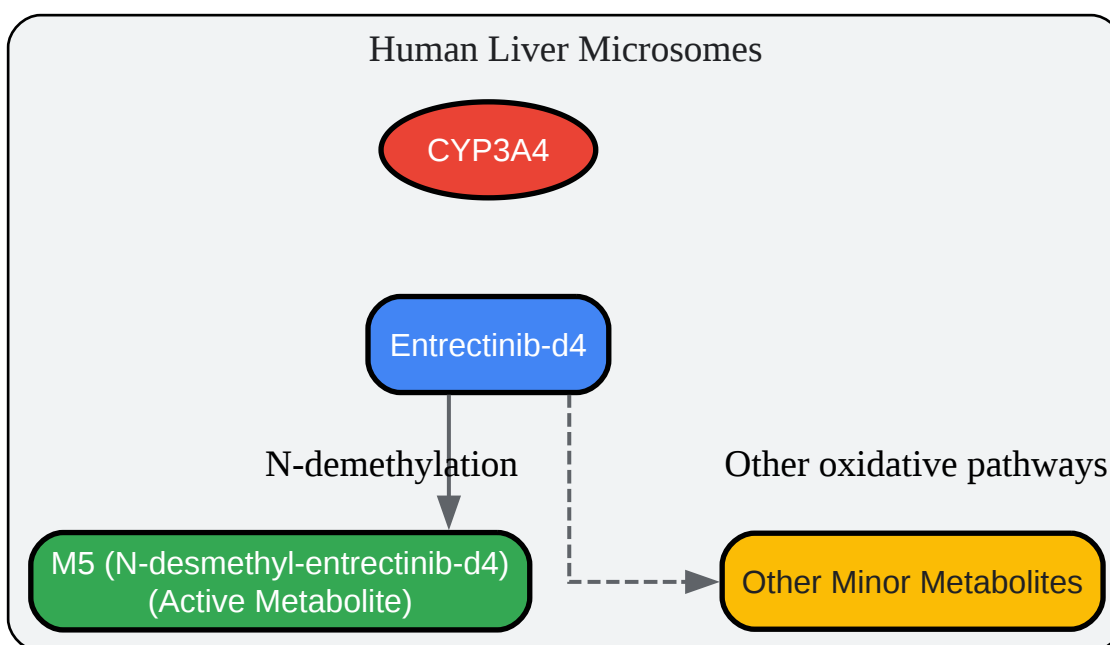 Human Liver Microsomes
CYP3A4
Entrectinib-d4
N-demethylation
Other oxidative pathways
M5 (N-desmethyl-entrectinib-d4)
(Active Metabolite)
Other Minor Metabolites